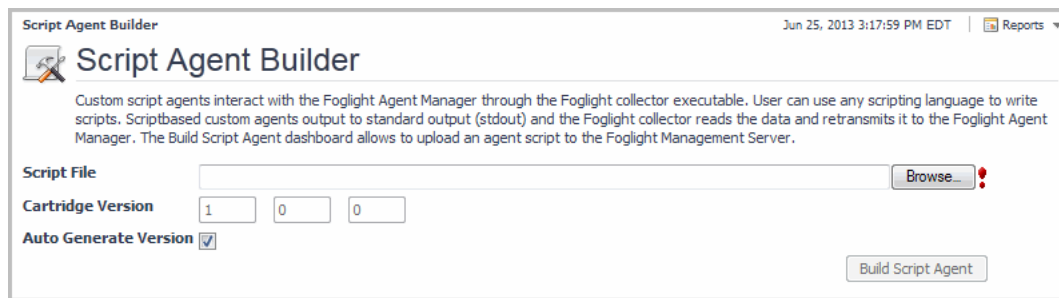 Script Agent Builder
Jun 25, 2013 3:17:59 PM EDT
Reports
Script Agent Builder
Custom script agents interact with the Foglight Agent Manager through the Foglight collector executable. User can use any scripting language to write
scripts. Scriptbased custom agents output to standard output (stdout) and the Foglight collector reads the data and retransmits it to the Foglight Agent
Manager. The Build Script Agent dashboard allows to upload an agent script to the Foglight Management Server.
Script File
Browse...
Cartridge Version
1 0 0
Auto Generate Version
Build Script Agent